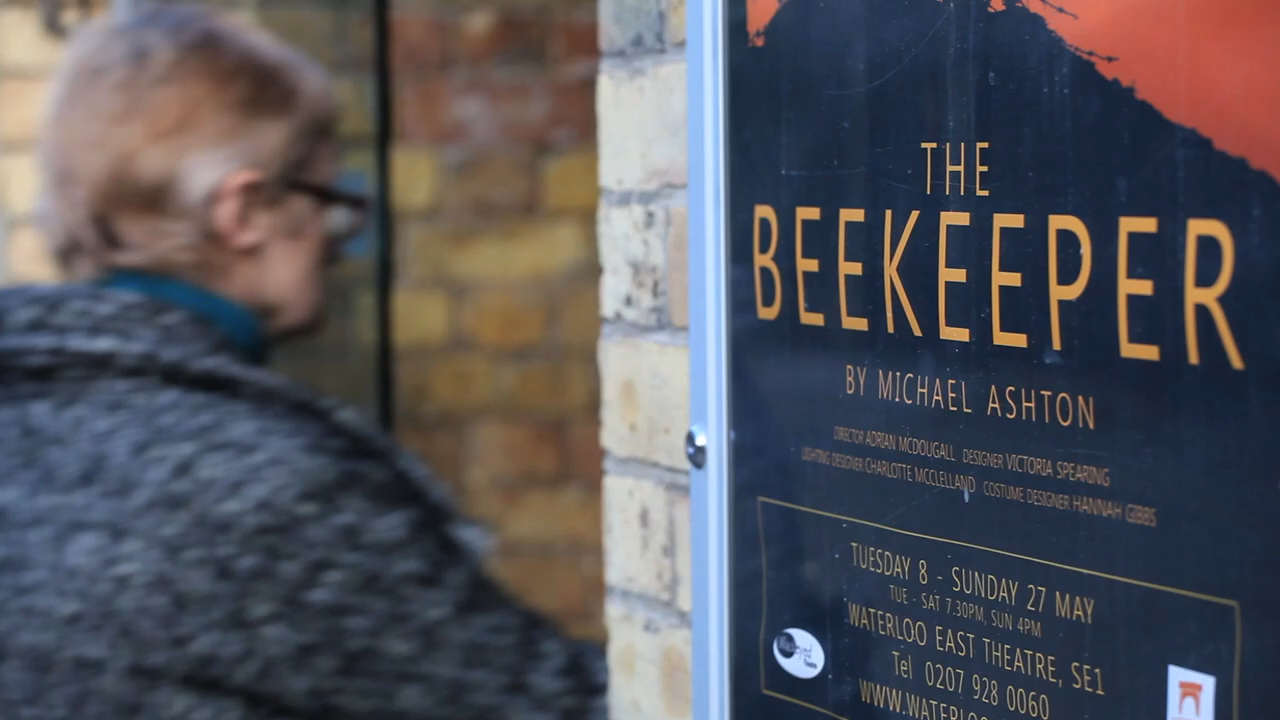 THE
BEEKEEPER
BY MICHAEL ASHTON
DIRECTOR ADRIAN MCDOUGALL DESIGNER VICTORIA SPEARING
LIGHTING DESIGNER CHARLOTTE MCCLELLAND COSTUME DESIGNER HANNAH GIBBS
TUESDAY 8 - SUNDAY 27 MAY
TUE - SAT 7.30PM, SUN 4PM
WATERLOO EAST THEATRE, SE1
Tel 0207 928 0060